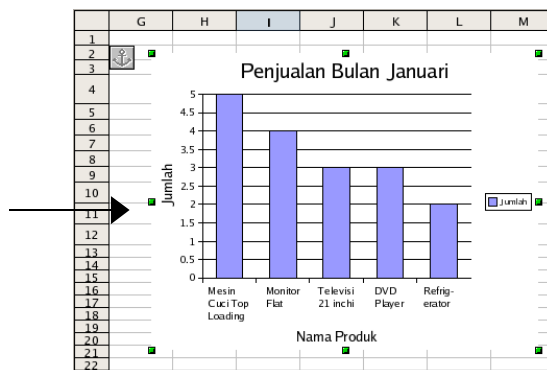 G H I J K L M
1
2
3
4
5
6
7
8
9
10
11
12
13
14
15
16
17
18
19
20
21
22
Penjualan Bulan Januari
Jumlah
5
4.5
4
3.5
3
2.5
2
1.5
1
0.5
0
Mesin
Cuci Top
Loading
Monitor
Flat
Televisi
21 inchi
DVD
Player
Refrig-
erator
Nama Produk
Jumlah